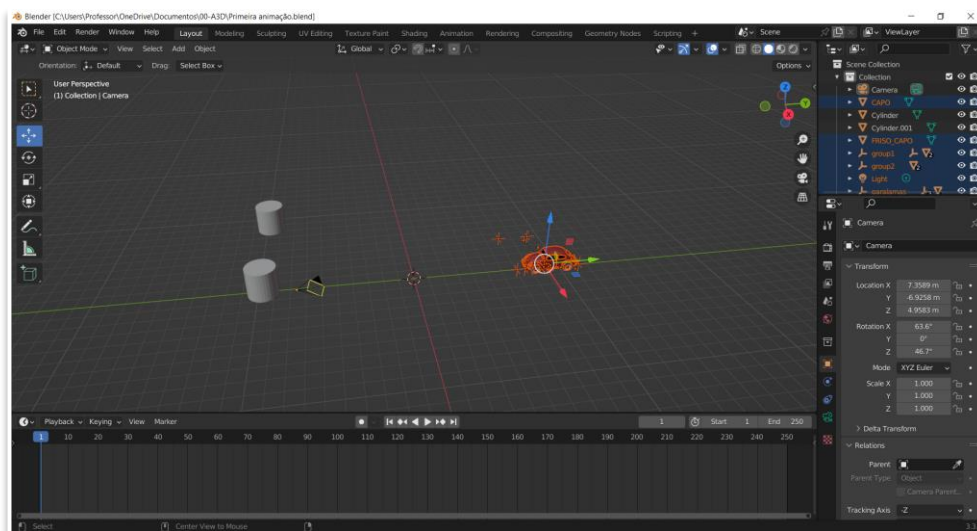 Blender [C:\Users\Professor\OneDrive\Documentos\00-A3D\Primeira animação.blend]
File Edit Render Window Help Layout Modeling Sculpting UV Editing Texture Paint Shading Animation Rendering Compositing Geometry Nodes Scripting + Scene ViewLayer
Object Mode View Select Add Object Global
Orientation: Default Drag: Select Box Options
User Perspective
(1) Collection | Camera
Z
Y
X
Scene Collection
Collection
Camera
CAPO
Cylinder
Cylinder.001
FRISO_CAPO
group1 2
group2 2
Light
paralamas
Camera
Camera
Transform
Location X 7.3589 m
Y -6.9258 m
Z 4.9583 m
Rotation X 63.6°
Y 0°
Z 46.7°
Mode XYZ Euler
Scale X 1.000
Y 1.000
Z 1.000
Delta Transform
Relations
Parent
Parent Type Object
Camera Parent...
Tracking Axis -Z
Playback Keying View Marker 1 Start 1 End 250
1 10 20 30 40 50 60 70 80 90 100 110 120 130 140 150 160 170 180 190 200 210 220 230 240 250
Select Center View to Mouse